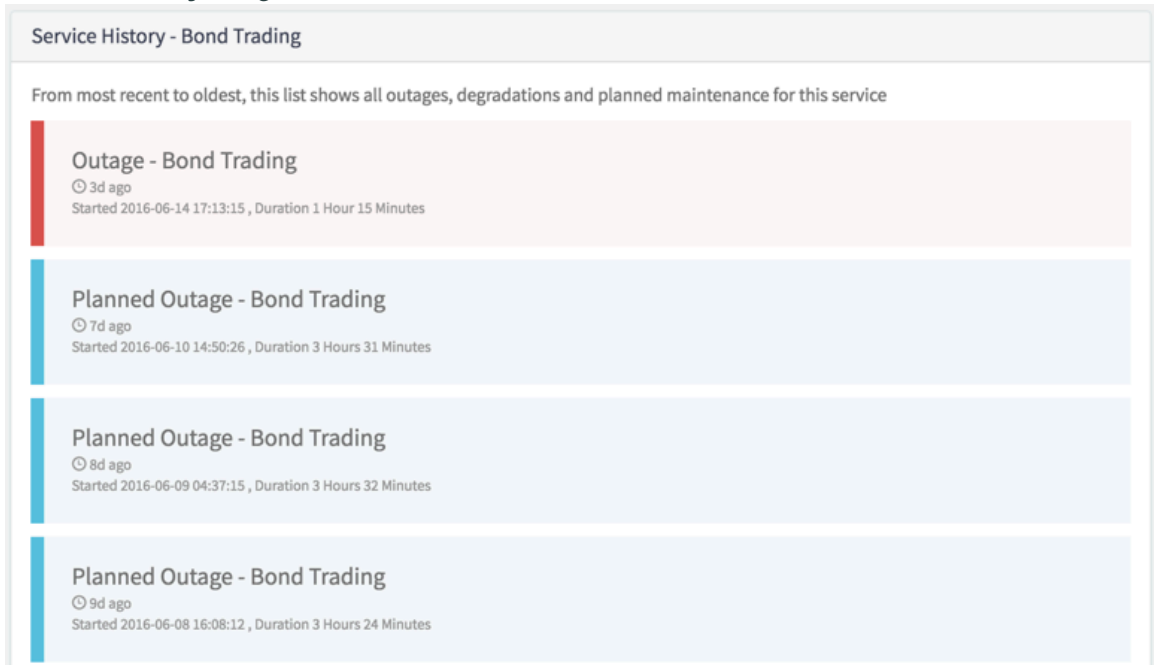 Service History - Bond Trading
From most recent to oldest, this list shows all outages, degradations and planned maintenance for this service
Outage - Bond Trading
3d ago
Started 2016-06-14 17:13:15 , Duration 1 Hour 15 Minutes
Planned Outage - Bond Trading
7d ago
Started 2016-06-10 14:50:26 , Duration 3 Hours 31 Minutes
Planned Outage - Bond Trading
8d ago
Started 2016-06-09 04:37:15 , Duration 3 Hours 32 Minutes
Planned Outage - Bond Trading
9d ago
Started 2016-06-08 16:08:12 , Duration 3 Hours 24 Minutes